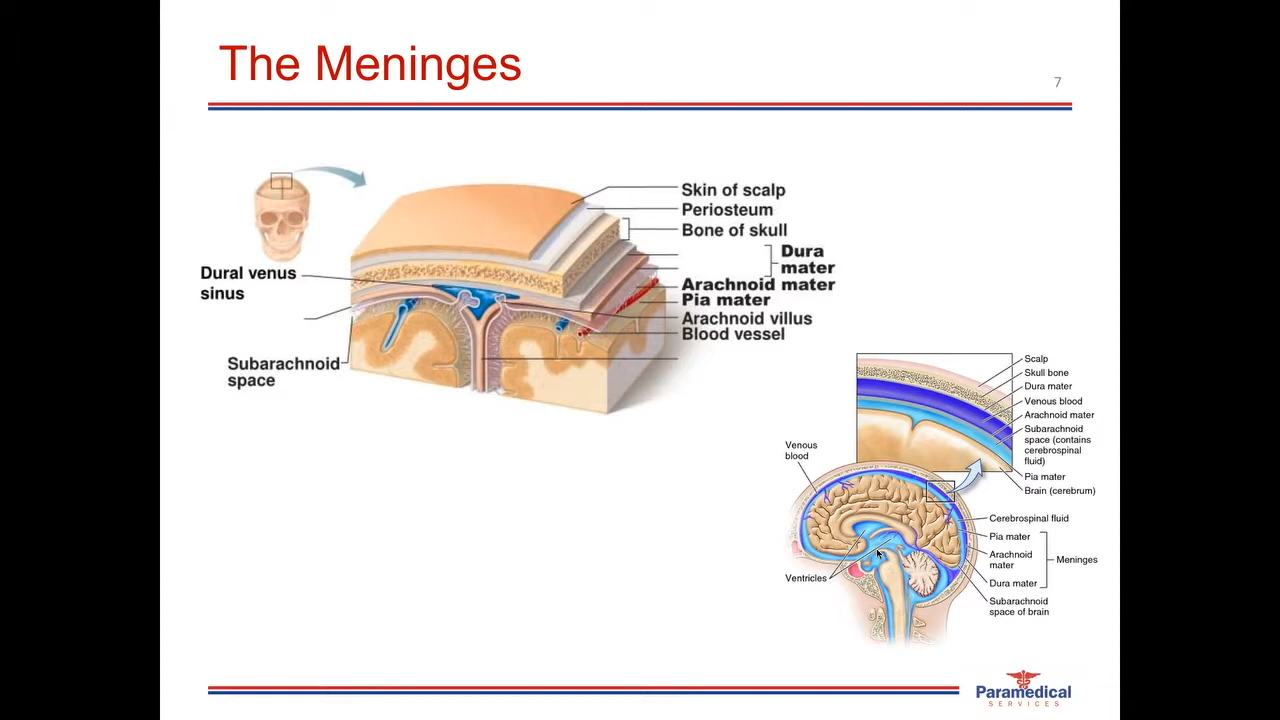 The Meninges
7
Skin of scalp
Periosteum
Bone of skull
Dura
mater
Arachnoid mater
Pia mater
Arachnoid villus
Blood vessel
Dural venus
sinus
Subarachnoid
space
Scalp
Skull bone
Dura mater
Venous blood
Arachnoid mater
Subarachnoid
space (contains
cerebrospinal
fluid)
Pia mater
Brain (cerebrum)
Venous
blood
Cerebrospinal fluid
Pia mater
Arachnoid
mater
Meninges
Dura mater
Ventricles
Subarachnoid
space of brain
Paramedical
SERVICES